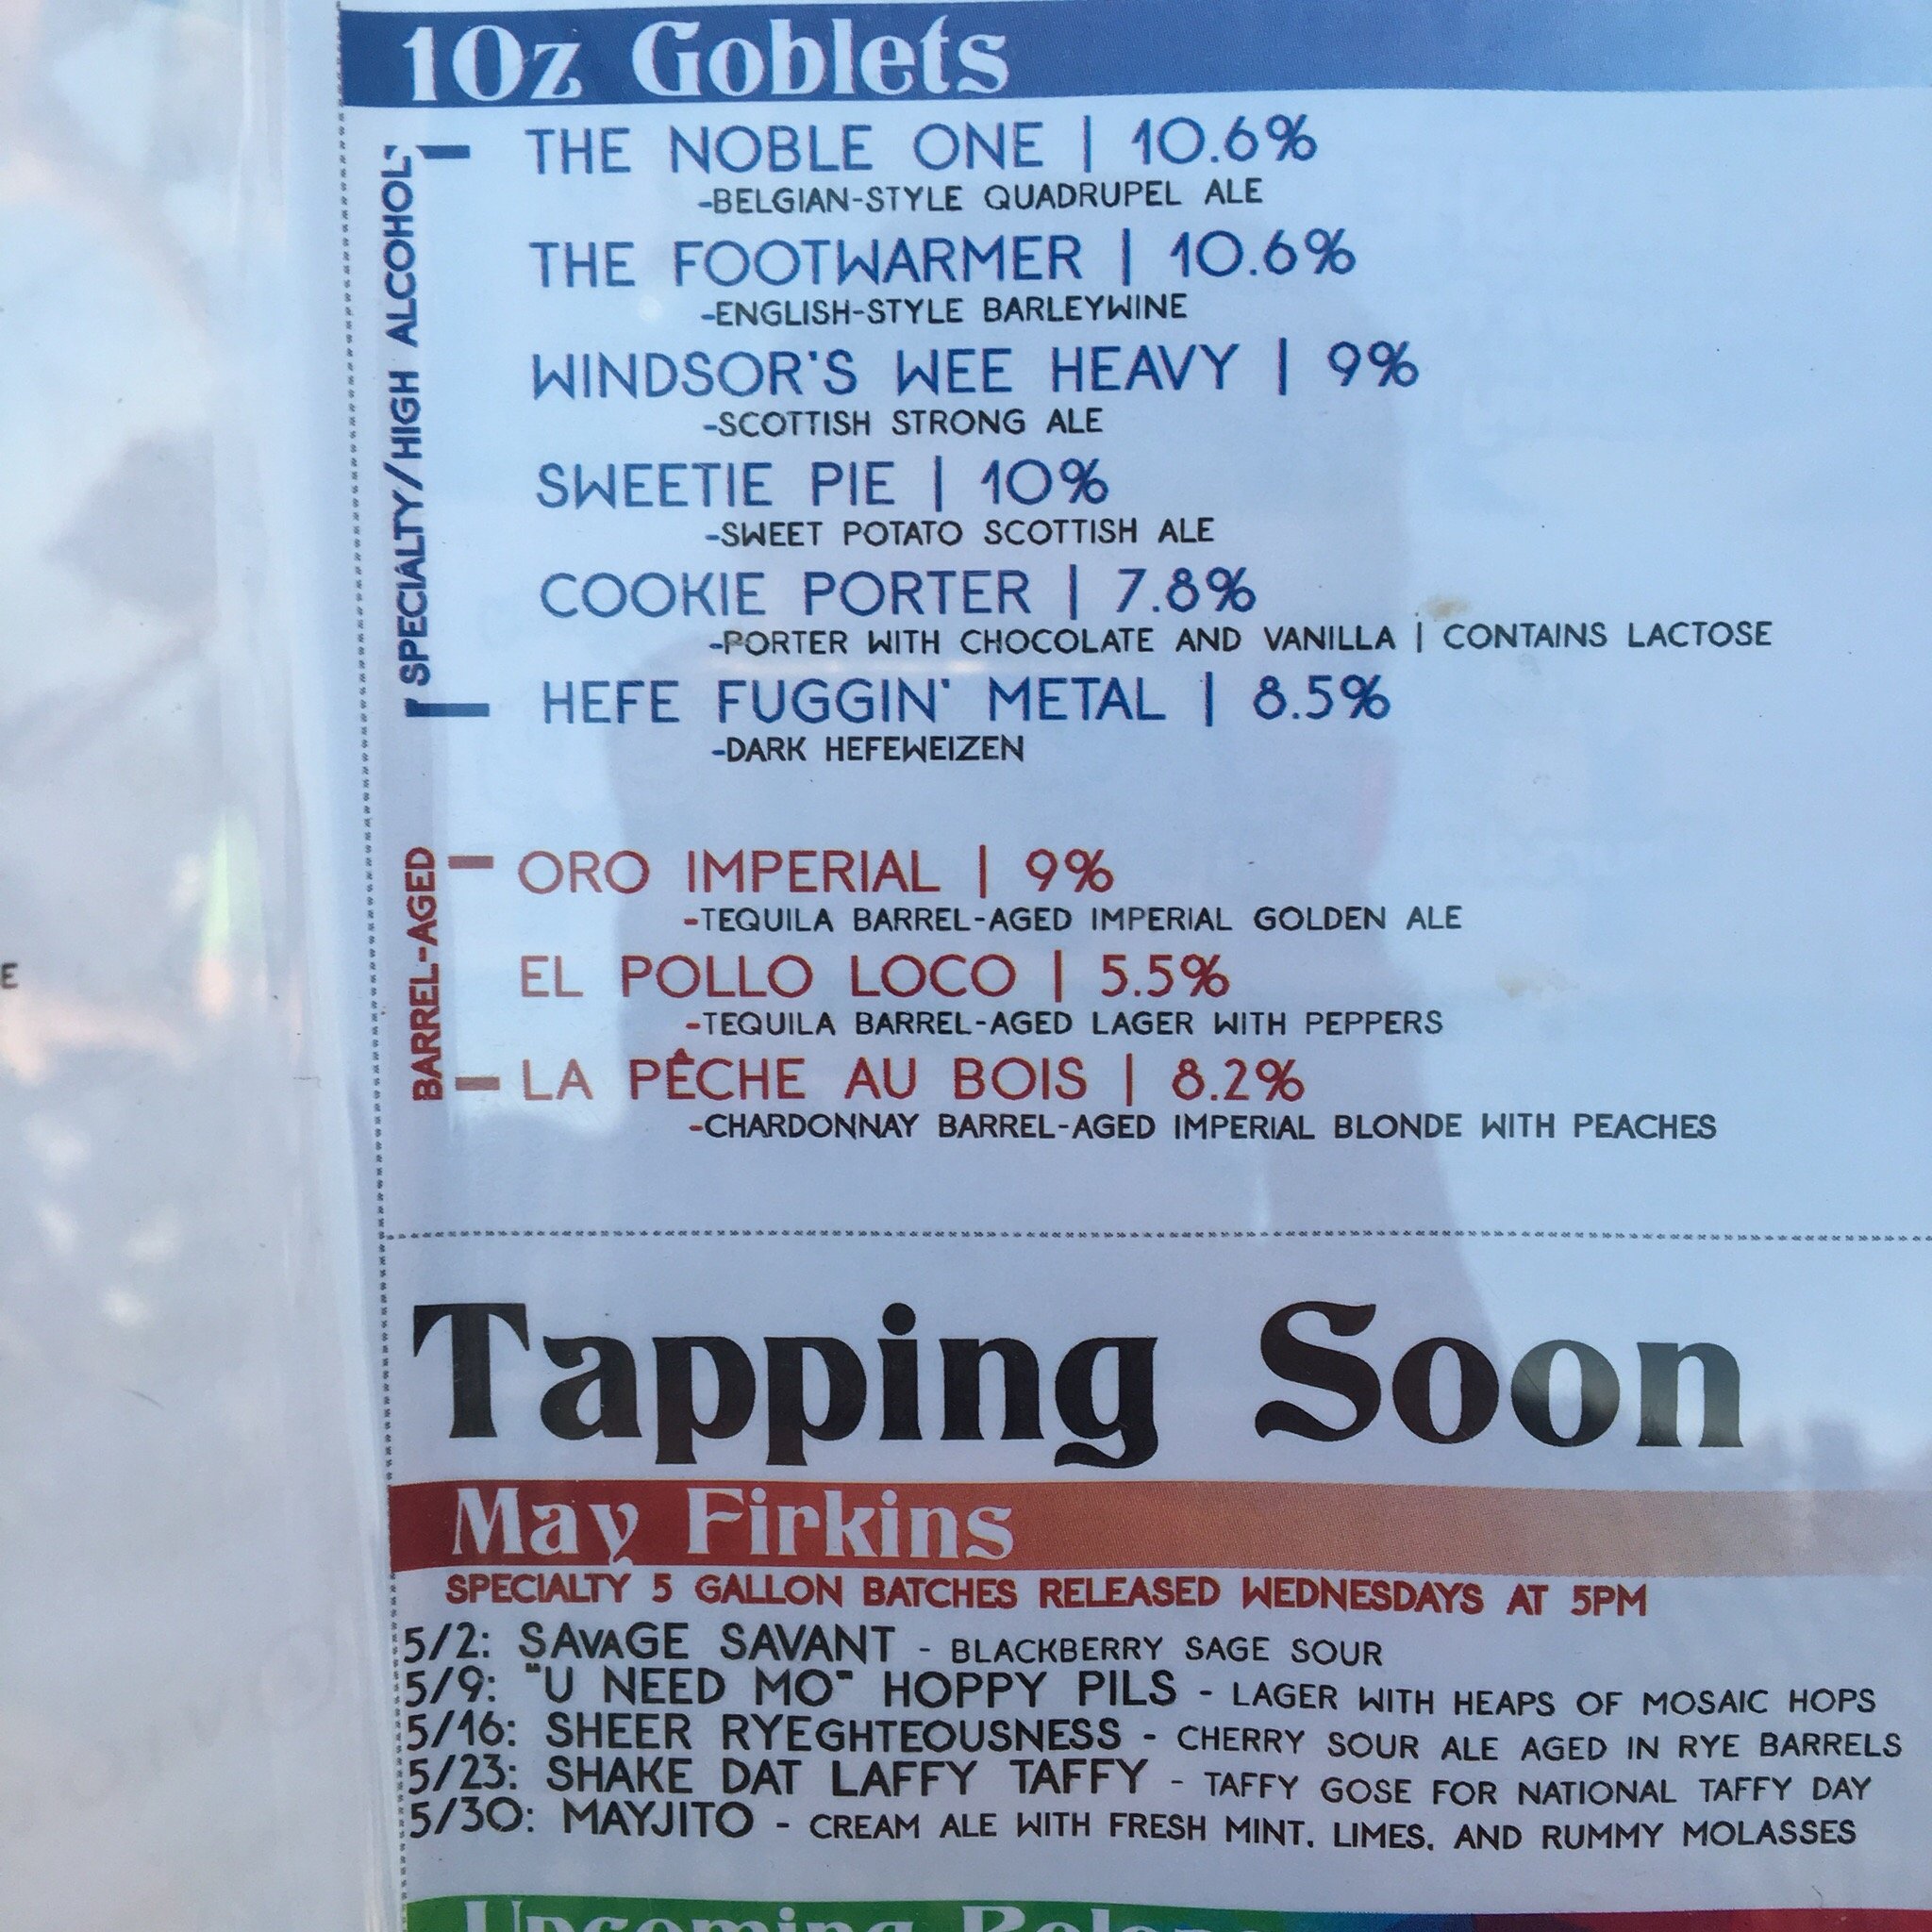 10z Goblets
SPECIALTY/HIGH ALCOHOL
THE NOBLE ONE | 10.6%
-BELGIAN-STYLE QUADRUPEL ALE
THE FOOTWARMER | 10.6%
-ENGLISH-STYLE BARLEYWINE
WINDSOR'S WEE HEAVY | 9%
-SCOTTISH STRONG ALE
SWEETIE PIE | 10%
-SWEET POTATO SCOTTISH ALE
COOKIE PORTER | 7.8%
-PORTER WITH CHOCOLATE AND VANILLA | CONTAINS LACTOSE
HEFE FUGGIN' METAL | 8.5%
-DARK HEFEWEIZEN
BARREL-AGED
ORO IMPERIAL | 9%
-TEQUILA BARREL-AGED IMPERIAL GOLDEN ALE
EL POLLO LOCO | 5.5%
-TEQUILA BARREL-AGED LAGER WITH PEPPERS
LA PÊCHE AU BOIS | 8.2%
-CHARDONNAY BARREL-AGED IMPERIAL BLONDE WITH PEACHES
E
Tapping Soon
May Firkins
SPECIALTY 5 GALLON BATCHES RELEASED WEDNESDAYS AT 5PM
5/2: SAVAGE SAVANT - BLACKBERRY SAGE SOUR
5/9: "U NEED MO" HOPPY PILS - LAGER WITH HEAPS OF MOSAIC HOPS
5/16: SHEER RYEGHTEOUSNESS - CHERRY SOUR ALE AGED IN RYE BARRELS
5/23: SHAKE DAT LAFFY TAFFY - TAFFY GOSE FOR NATIONAL TAFFY DAY
5/30: MAYJITO - CREAM ALE WITH FRESH MINT, LIMES, AND RUMMY MOLASSES
Upcoming